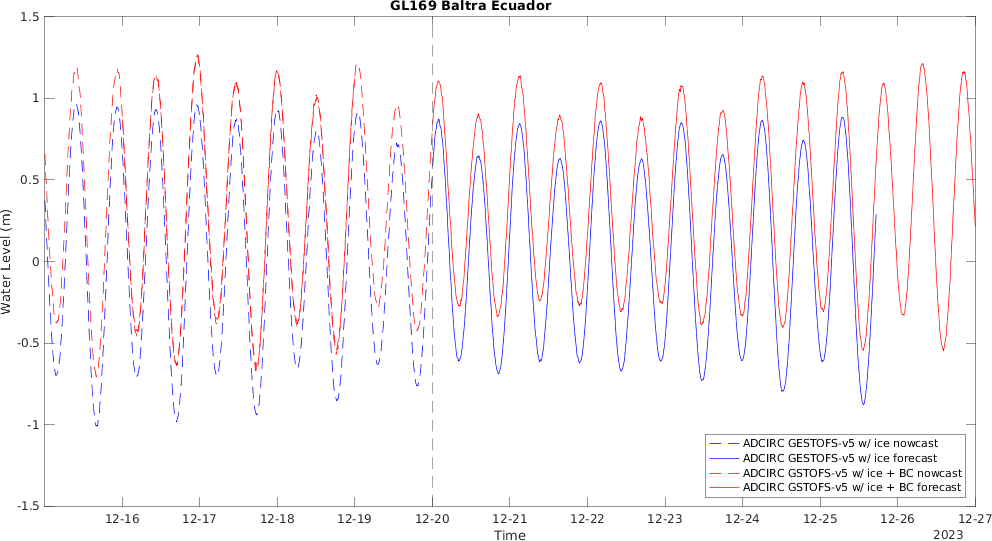 GL169 Baltra Ecuador
1.5
1
0.5
0
-0.5
-1
-1.5
Water Level (m)
12-16
12-17
12-18
12-19
12-20
12-21
12-22
12-23
12-24
12-25
12-26
12-27
Time
2023
ADCIRC GESTOFS-v5 w/ ice nowcast
ADCIRC GESTOFS-v5 w/ ice forecast
ADCIRC GSTOFS-v5 w/ ice + BC nowcast
ADCIRC GSTOFS-v5 w/ ice + BC forecast